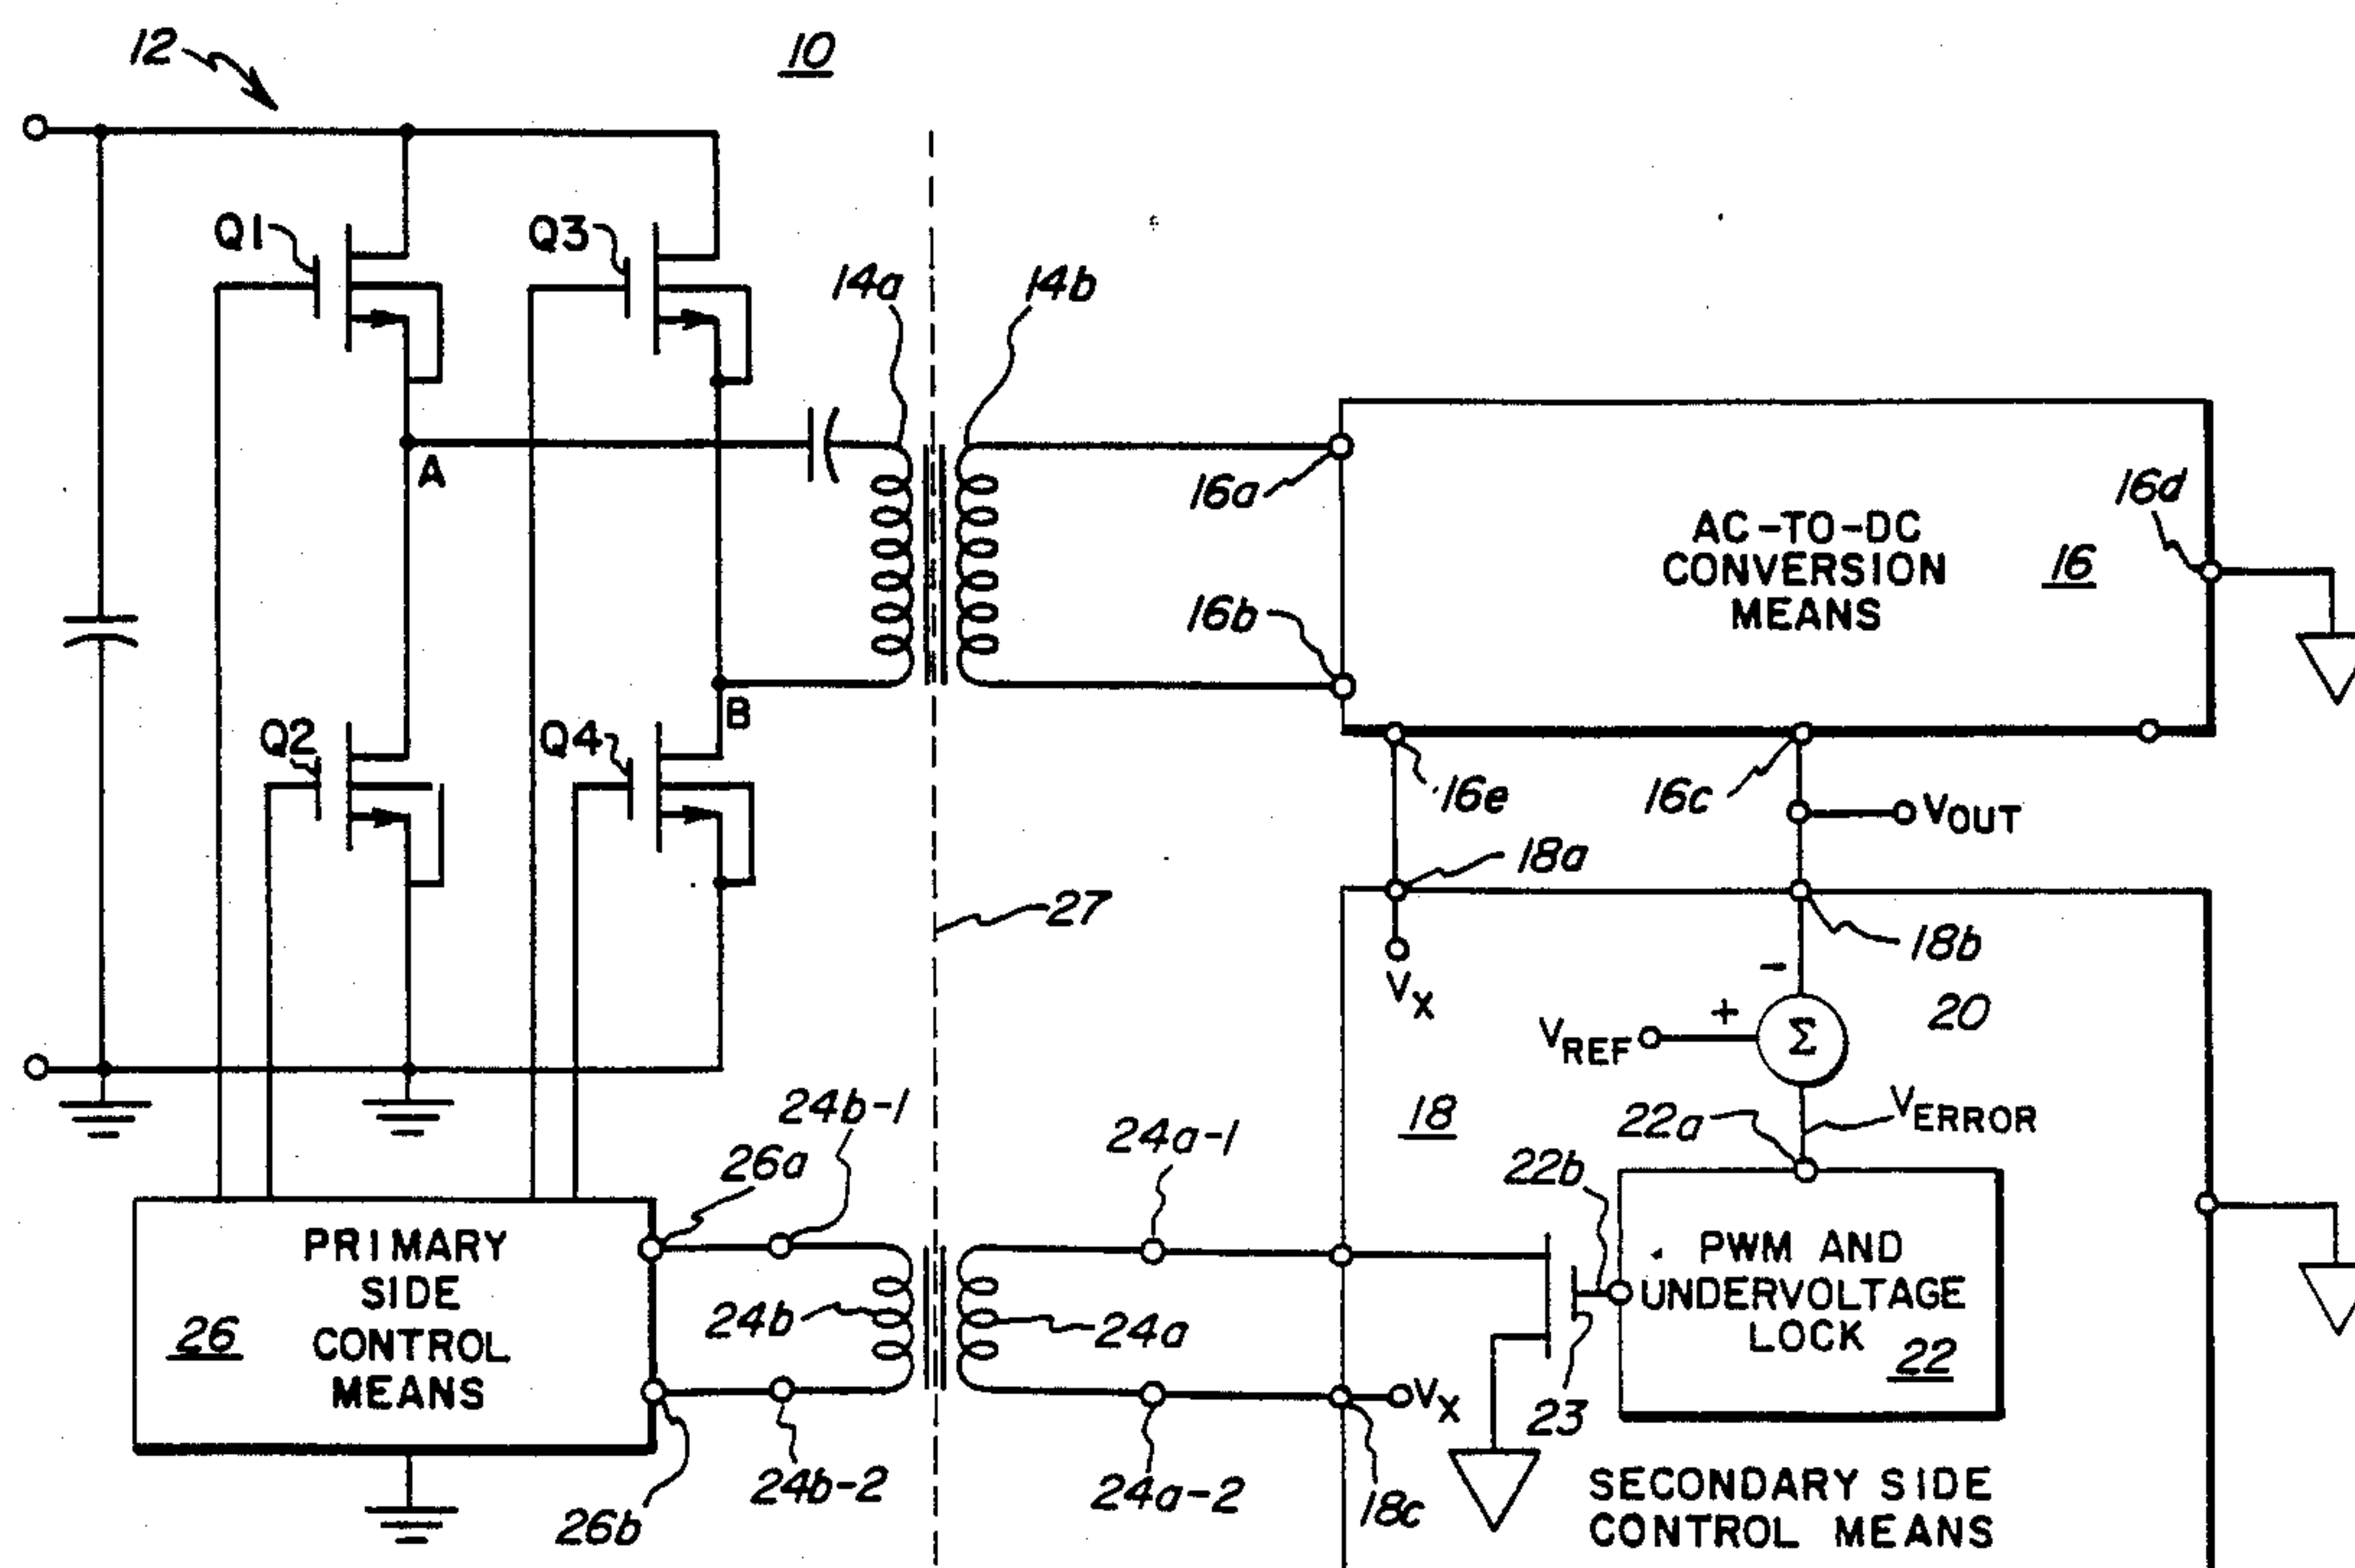 12
10
Q1
Q3
14a
14b
16a
16d
AC-TO-DC
CONVERSION
MEANS
16
A
16b
Q2
Q4
B
16e
16c
VOUT
18a
27
18b
VX
-
+
VREF
Σ
20
24b-1
24a-1
18
22a
VERROR
26a
22b
PRIMARY
SIDE
CONTROL
MEANS
26
24b
24a
PWM AND
UNDERVOLTAGE
LOCK
22
VX
23
24b-2
24a-2
26b
18c
SECONDARY SIDE
CONTROL MEANS